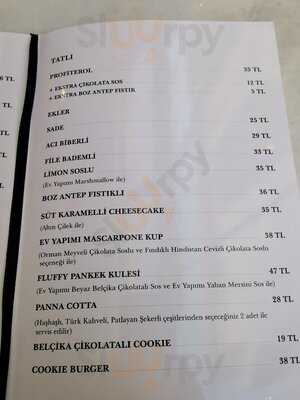 Sluurpy
TATLI
PROFİTEROL 35 TL
+ EKSTRA ÇİKOLATA SOS 12 TL
+ EKSTRA BOZ ANTEP FISTIK 5 TL
EKLER
SADE 25 TL
ACI BİBERLİ 29 TL
FİLE BADEMLİ 33 TL
LİMON SOSLU 35 TL
(Ev Yapımı Marshmallow ile)
BOZ ANTEP FISTIKLI 36 TL
SÜT KARAMELLİ CHEESECAKE 35 TL
(Altın Çilek ile)
EV YAPIMI MASCARPONE KUP 38 TL
(Orman Meyveli Çikolata Soslu ve Fındıklı Hindistan Cevizli Çikolata Soslu
seçeneği ile)
FLUFFY PANKEK KULESİ 47 TL
(Ev Yapımı Beyaz Belçika Çikolatalı Sos ve Ev Yapımı Yaban Mersini Sos ile)
PANNA COTTA 28 TL
(Haşhaşlı, Türk Kahveli, Patlayan Şekerli çeşitlerinden seçeceğiniz 2 adet ile
servis edilir)
BELÇİKA ÇİKOLATALI COOKIE 19 TL
COOKIE BURGER 38 TL